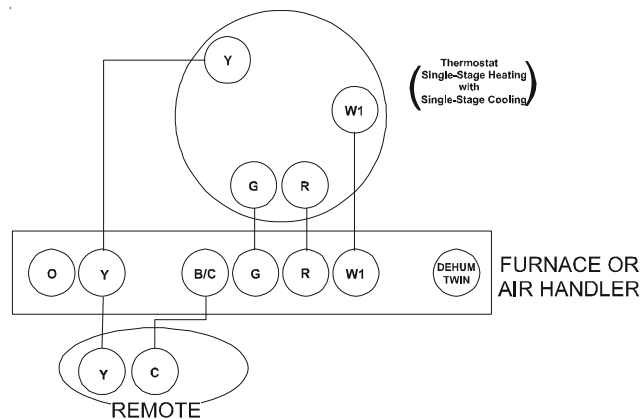 Y
Thermostat
Single-Stage Heating
with
Single-Stage Cooling
W1
G R
O Y B/C G R W1 DEHUM
TWIN
FURNACE OR
AIR HANDLER
Y C
REMOTE